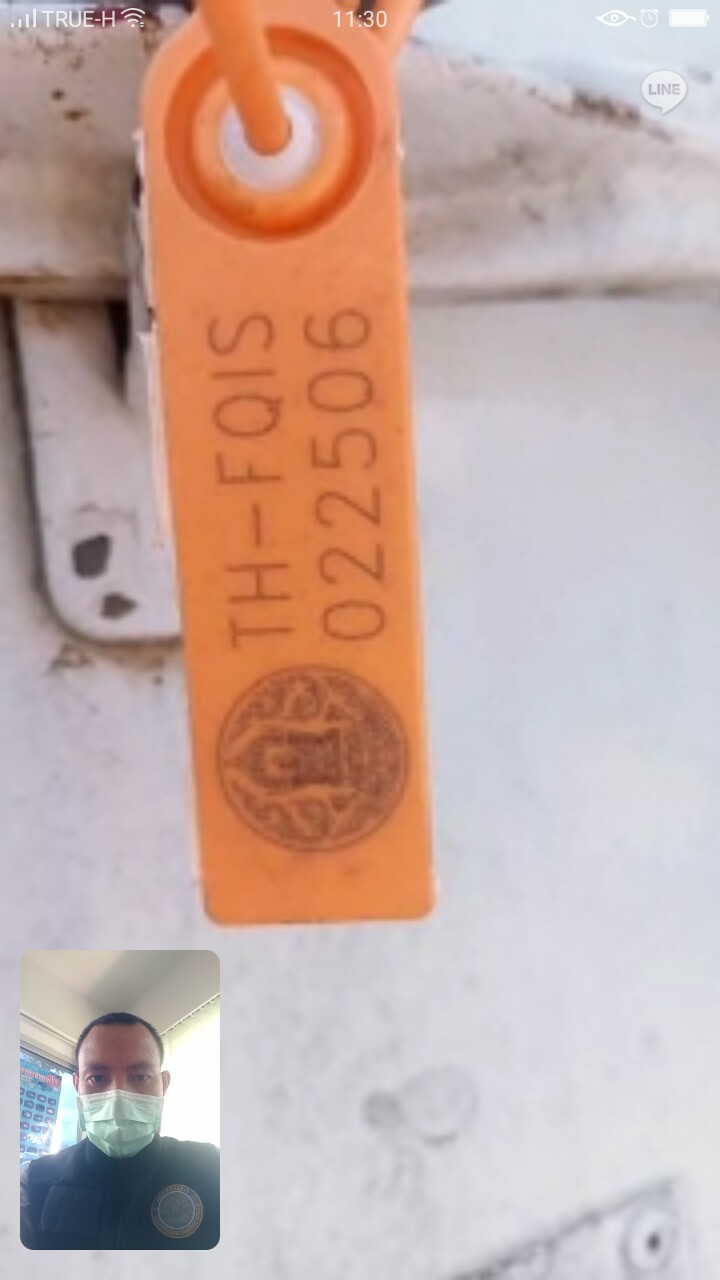 TRUE-H
11:30
LINE
TH-FQIS
022506